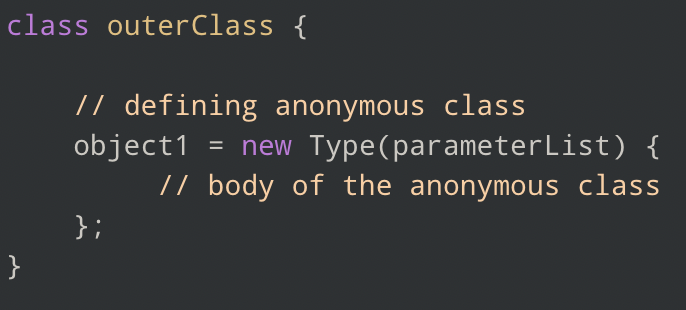 class outerClass {
// defining anonymous class
object1 = new Type(parameterList) {
// body of the anonymous class
};
}